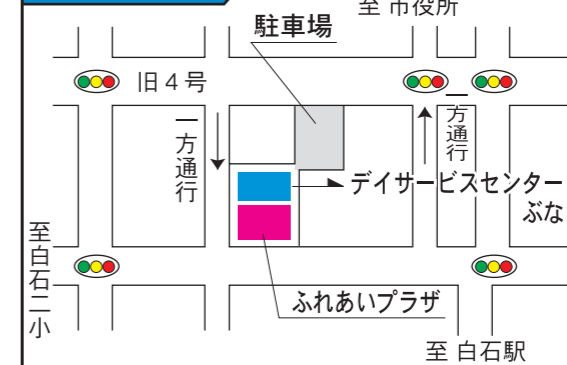 至 市役所
駐車場
旧4号
一方通行
一方通行
デイサービスセンター
ぶな
至白石二小
ふれあいプラザ
至 白石駅